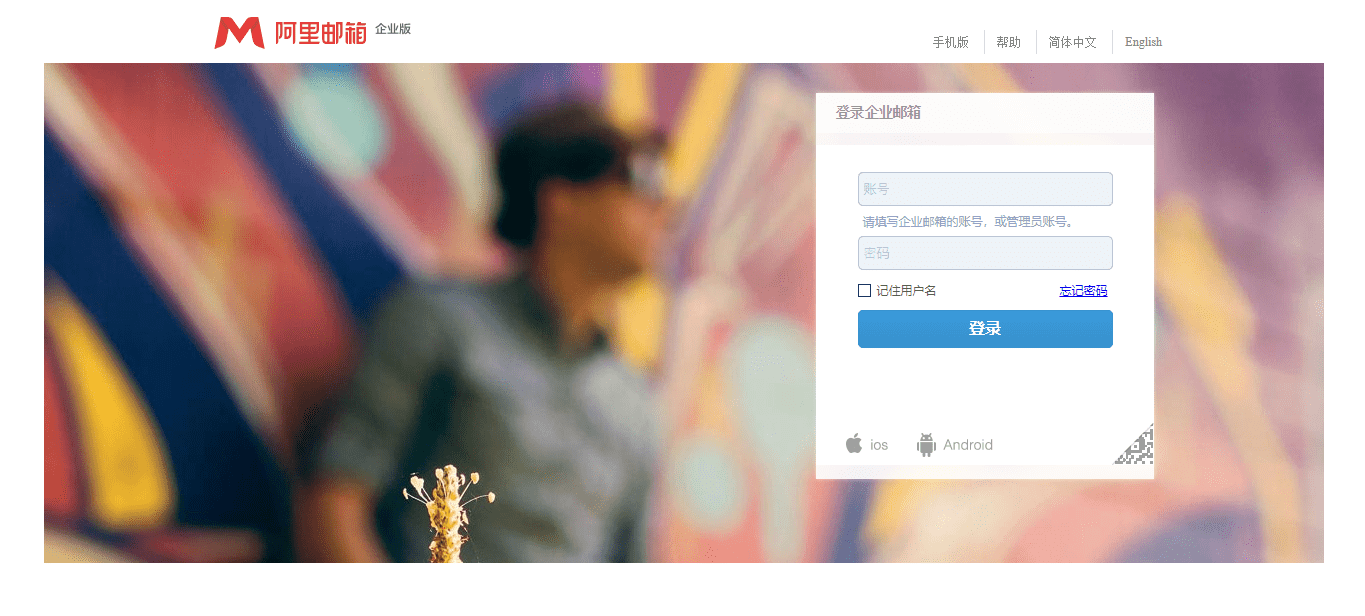 阿里邮箱 企业版
手机版 帮助 简体中文 English
登录企业邮箱
账号
请填写企业邮箱的账号，或管理员账号。
密码
记住用户名 忘记密码
登录
ios Android